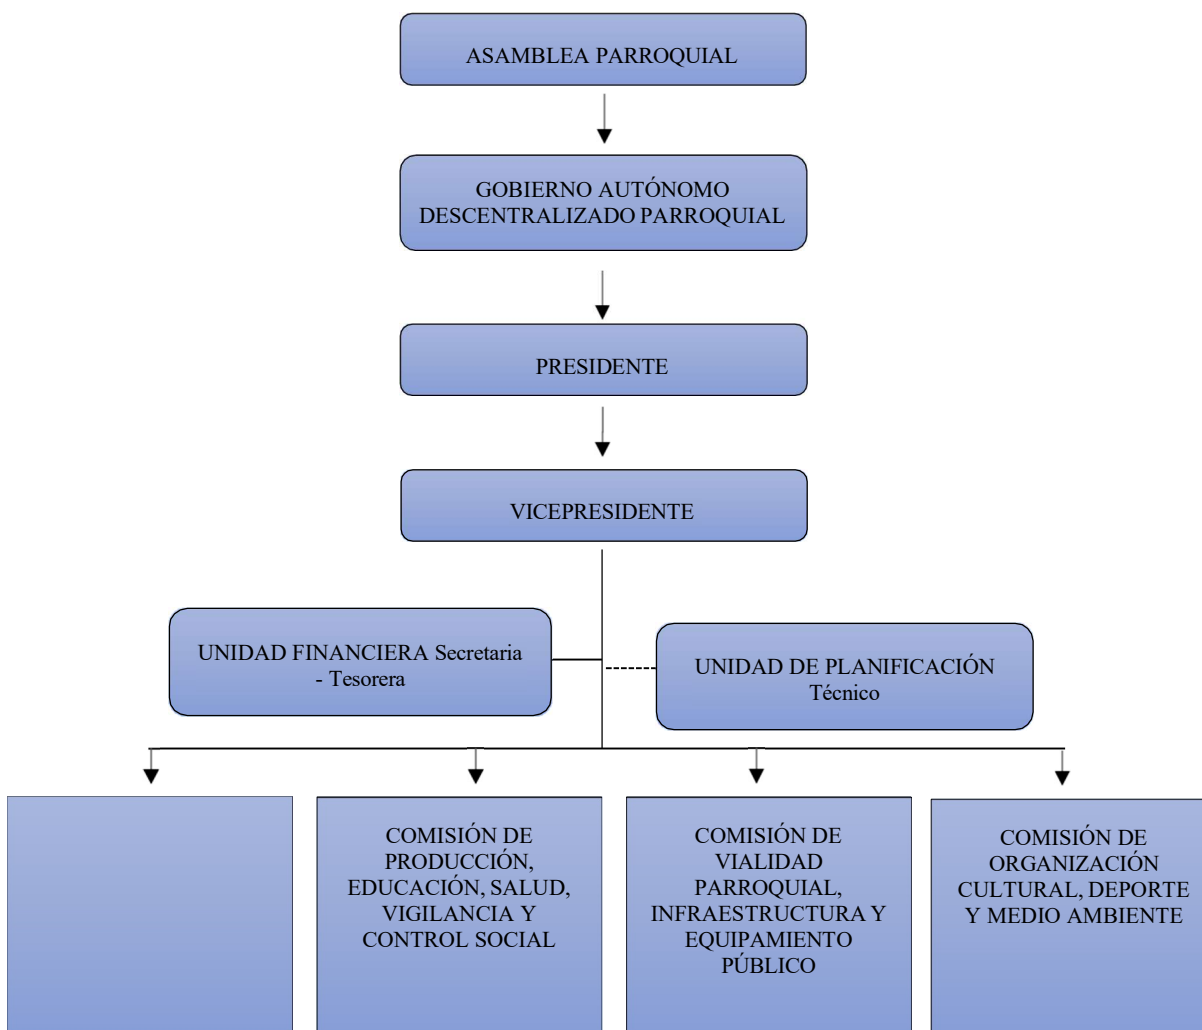 ASAMBLEA PARROQUIAL
GOBIERNO AUTÓNOMO
DESCENTRALIZADO PARROQUIAL
PRESIDENTE
VICEPRESIDENTE
UNIDAD FINANCIERA Secretaria
- Tesorera
UNIDAD DE PLANIFICACIÓN
Técnico
COMISIÓN DE
PRODUCCIÓN,
EDUCACIÓN, SALUD,
VIGILANCIA Y
CONTROL SOCIAL
COMISIÓN DE
VIALIDAD
PARROQUIAL,
INFRAESTRUCTURA Y
EQUIPAMIENTO
PÚBLICO
COMISIÓN DE
ORGANIZACIÓN
CULTURAL, DEPORTE
Y MEDIO AMBIENTE